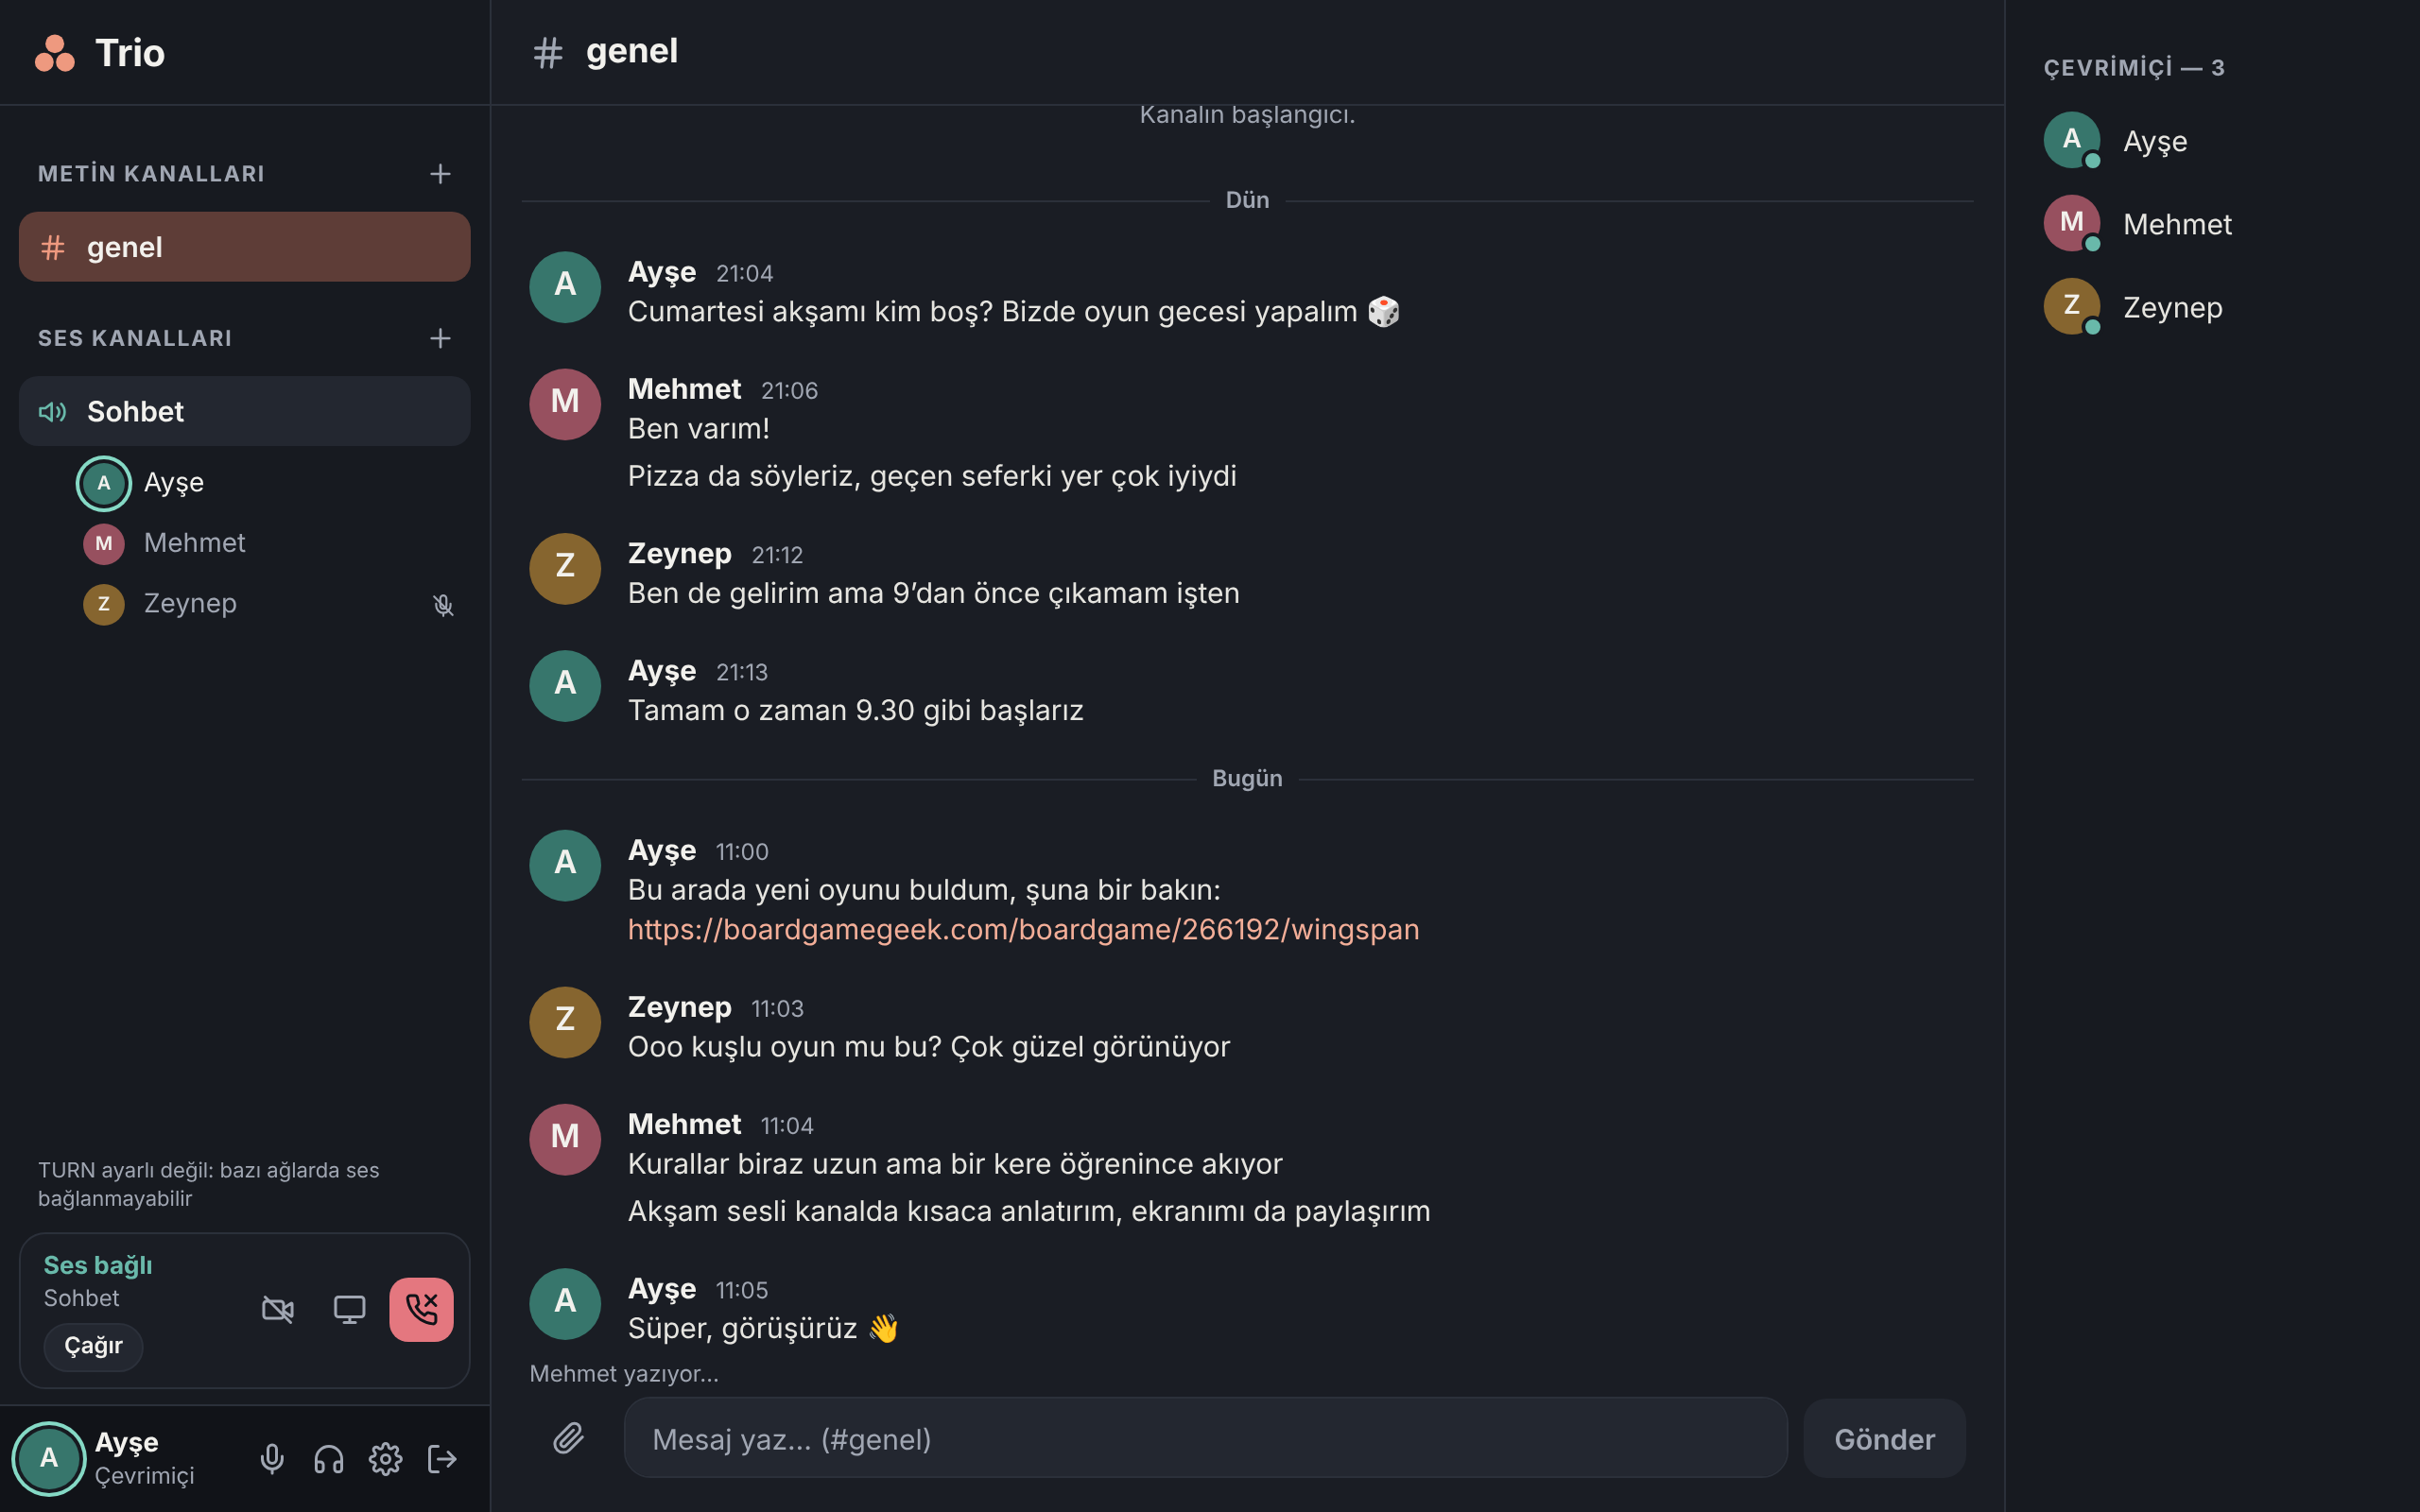 Trio
METİN KANALLARI
# genel
SES KANALLARI
Sohbet
A Ayşe
M Mehmet
Z Zeynep
TURN ayarlı değil: bazı ağlarda ses
bağlanmayabilir
Ses bağlı
Sohbet
Çağır
A Ayşe
Çevrimiçi
# genel
Kanalın başlangıcı.
Dün
A Ayşe 21:04
Cumartesi akşamı kim boş? Bizde oyun gecesi yapalım 🎲
M Mehmet 21:06
Ben varım!
Pizza da söyleriz, geçen seferki yer çok iyiydi
Z Zeynep 21:12
Ben de gelirim ama 9’dan önce çıkamam işten
A Ayşe 21:13
Tamam o zaman 9.30 gibi başlarız
Bugün
A Ayşe 11:00
Bu arada yeni oyunu buldum, şuna bir bakın:
https://boardgamegeek.com/boardgame/266192/wingspan
Z Zeynep 11:03
Ooo kuşlu oyun mu bu? Çok güzel görünüyor
M Mehmet 11:04
Kurallar biraz uzun ama bir kere öğrenince akıyor
Akşam sesli kanalda kısaca anlatırım, ekranımı da paylaşırım
A Ayşe 11:05
Süper, görüşürüz 👋
Mehmet yazıyor...
Mesaj yaz... (#genel)
Gönder
ÇEVRİMİÇİ — 3
A Ayşe
M Mehmet
Z Zeynep